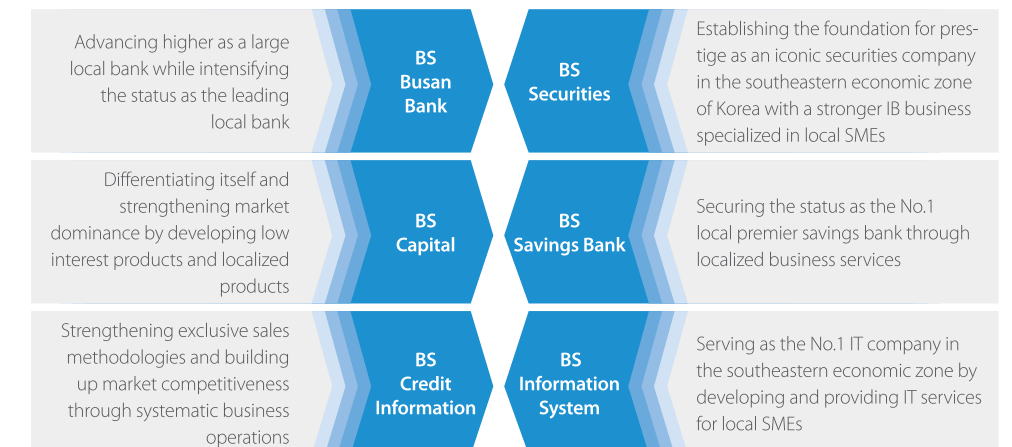 Advancing higher as a large
local bank while intensifying
the status as the leading
local bank
BS
Busan
Bank
BS
Securities
Establishing the foundation for pres-
tige as an iconic securities company
in the southeastern economic zone
of Korea with a stronger IB business
specialized in local SMEs
Differentiating itself and
strengthening market
dominance by developing low
interest products and localized
products
BS
Capital
BS
Savings Bank
Securing the status as the No.1
local premier savings bank through
localized business services
Strengthening exclusive sales
methodologies and building
up market competitiveness
through systematic business
operations
BS
Credit
Information
BS
Information
System
Serving as the No.1 IT company in
the southeastern economic zone by
developing and providing IT services
for local SMEs